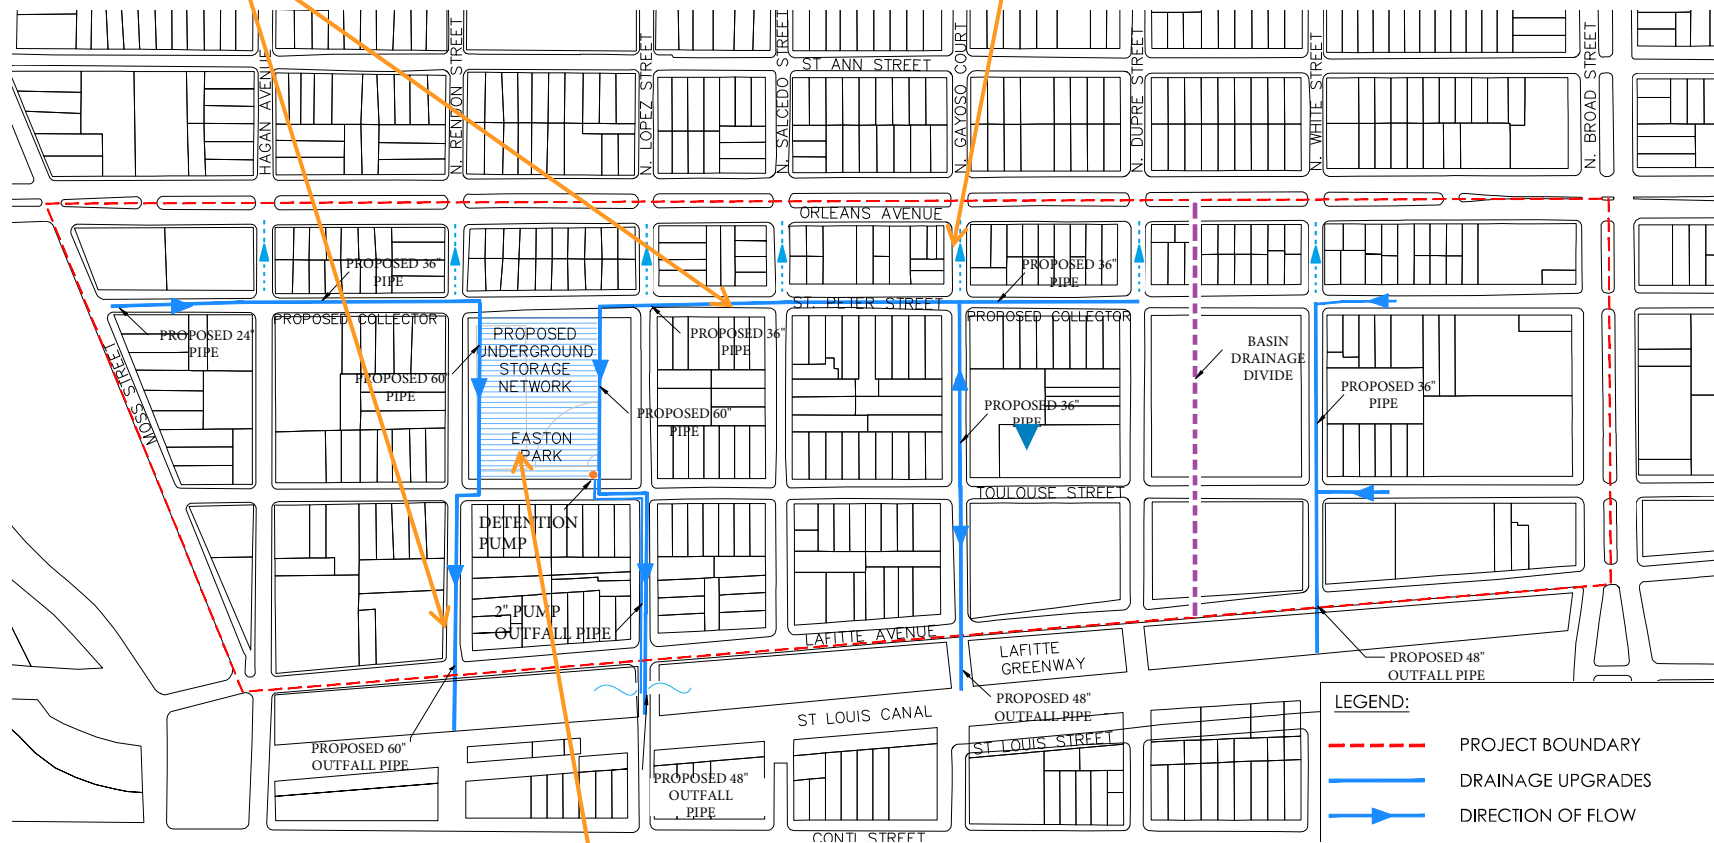 HAGAN AVENUE
N. RENDON STREET
N. LOPEZ STREET
N. SALCEDO STREET
ST ANN STREET
N. GAYOSO COURT
N. DUPRE STREET
N. WHITE STREET
N. BROAD STREET
ORLEANS AVENUE
PROPOSED 36"
PIPE
PROPOSED 36"
PIPE
ST. PETER STREET
PROPOSED COLLECTOR
PROPOSED COLLECTOR
PROPOSED 24"
PIPE
PROPOSED
UNDERGROUND
STORAGE
NETWORK
PROPOSED 36"
PIPE
BASIN
DRAINAGE
DIVIDE
MOSS STREET
PROPOSED 60"
PIPE
PROPOSED 60"
PIPE
PROPOSED 36"
PIPE
PROPOSED 36"
PIPE
EASTON
PARK
TOULOUSE STREET
DETENTION
PUMP
2" PUMP
OUTFALL PIPE
LAFITTE AVENUE
LAFITTE
GREENWAY
PROPOSED 48"
OUTFALL PIPE
PROPOSED 48"
OUTFALL PIPE
ST LOUIS CANAL
ST LOUIS STREET
PROPOSED 60"
OUTFALL PIPE
PROPOSED 48"
OUTFALL
PIPE
CONTI STREET
LEGEND:
PROJECT BOUNDARY
DRAINAGE UPGRADES
DIRECTION OF FLOW